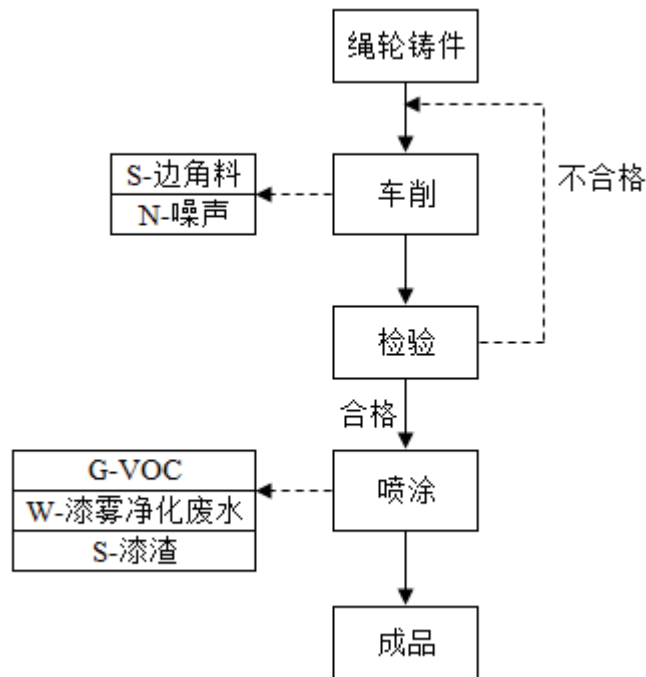 绳轮铸件
S-边角料
N-噪声
车削
不合格
检验
合格
G-VOC
W-漆雾净化废水
S-漆渣
喷涂
成品